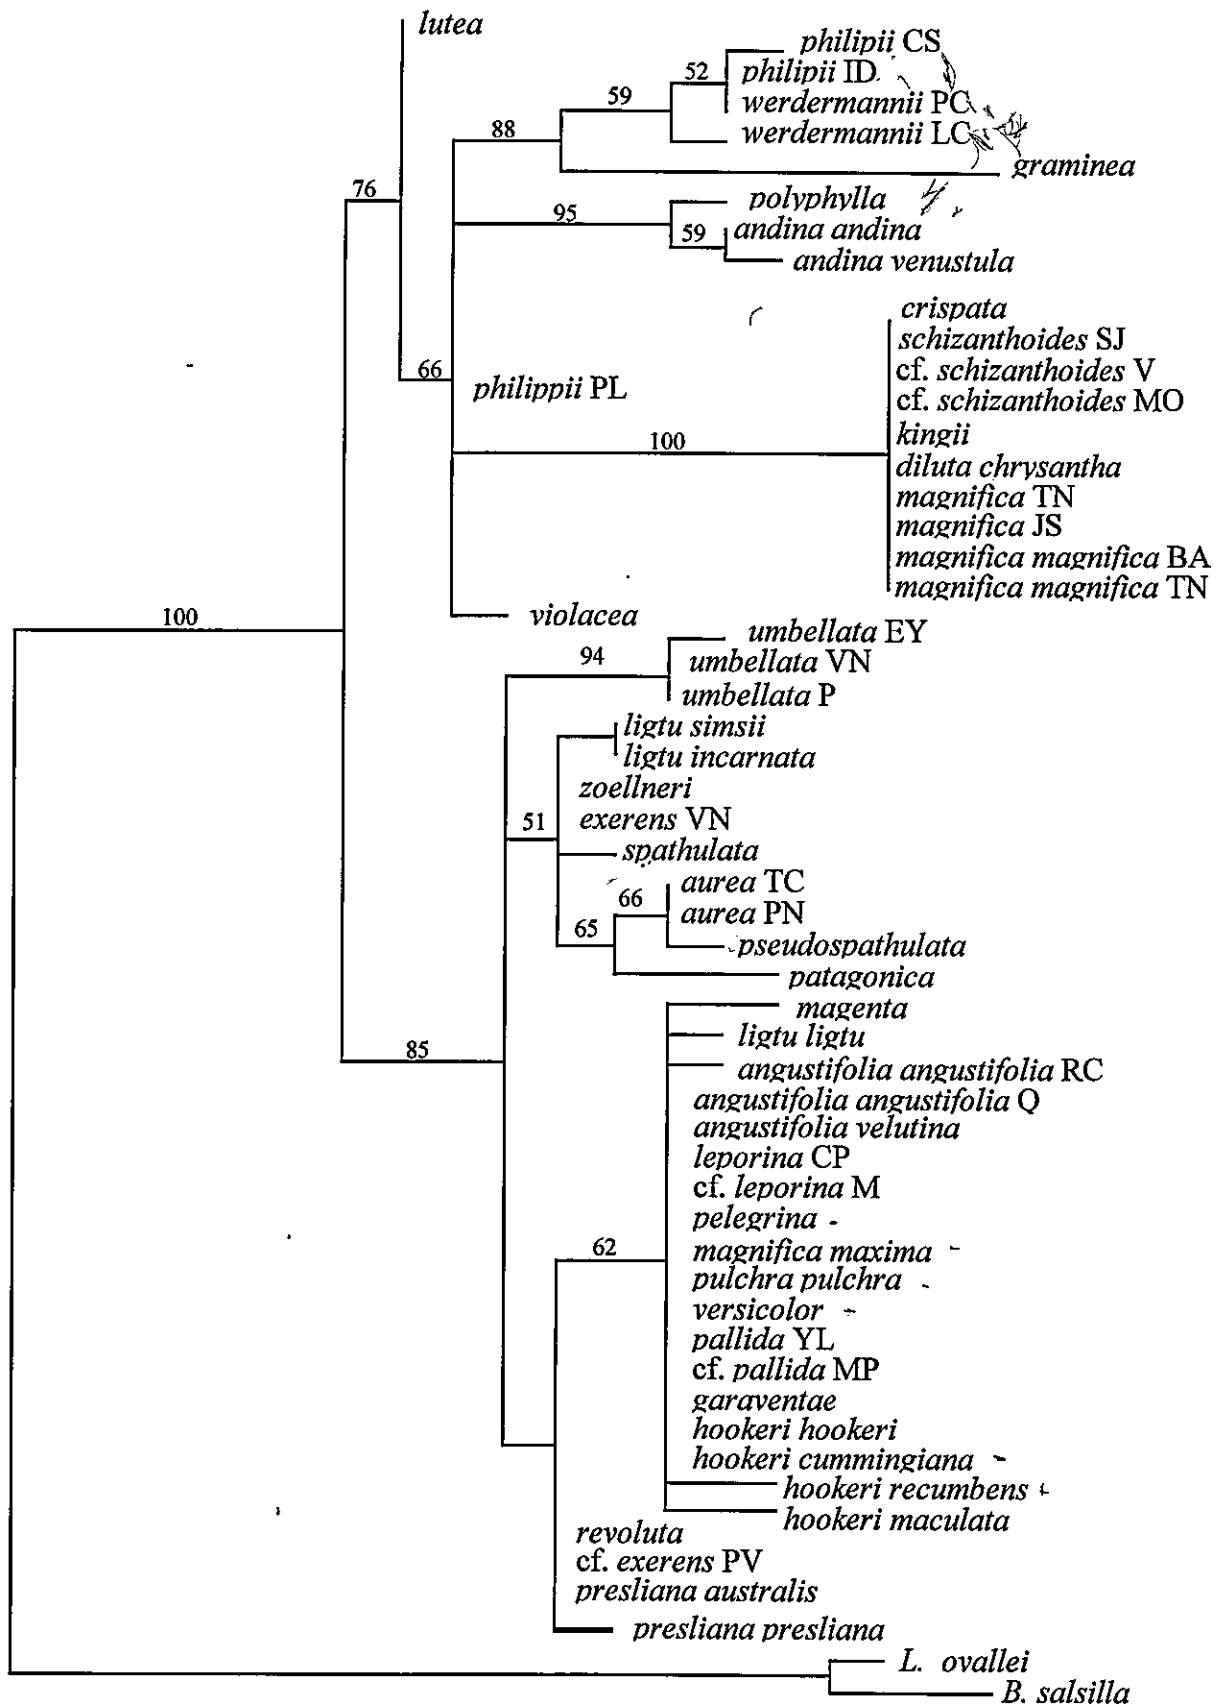 lutea
philipii CS
52
philipii ID
59
werdermannii PC
88
werdermannii LC
graminea
76
polyphylla
95
59
andina andina
andina venustula
crispata
schizanthoides SJ
66
cf. schizanthoides V
philippii PL
cf. schizanthoides MO
kingii
100
diluta chrysantha
magnifica TN
magnifica JS
magnifica magnifica BA
magnifica magnifica TN
100
violacea
umbellata EY
94
umbellata VN
umbellata P
ligtu simsii
ligtu incarnata
zoellneri
51
exerens VN
spathulata
aurea TC
66
aurea PN
65
pseudospathulata
patagonica
magenta
ligtu ligtu
85
angustifolia angustifolia RC
angustifolia angustifolia Q
angustifolia velutina
leporina CP
cf. leporina M
pelegrina
62
magnifica maxima
pulchra pulchra
versicolor
pallida YL
cf. pallida MP
garaventae
hookeri hookeri
hookeri cummingiana
hookeri recumbens
hookeri maculata
revoluta
cf. exerens PV
presliana australis
presliana presliana
L. ovallei
B. salsilla